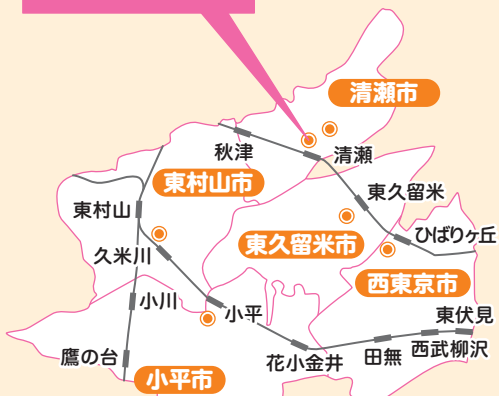 清瀬市
秋津
清瀬
東村山市
東久留米
東村山
ひばりヶ丘
東久留米市
久米川
西東京市
小川
小平
東伏見
鷹の台
花小金井
田無
西武柳沢
小平市